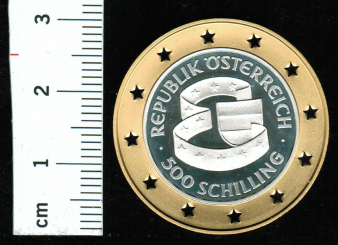 3
2
1
cm
REPUBLIK ÖSTERREICH
· 500 SCHILLING ·